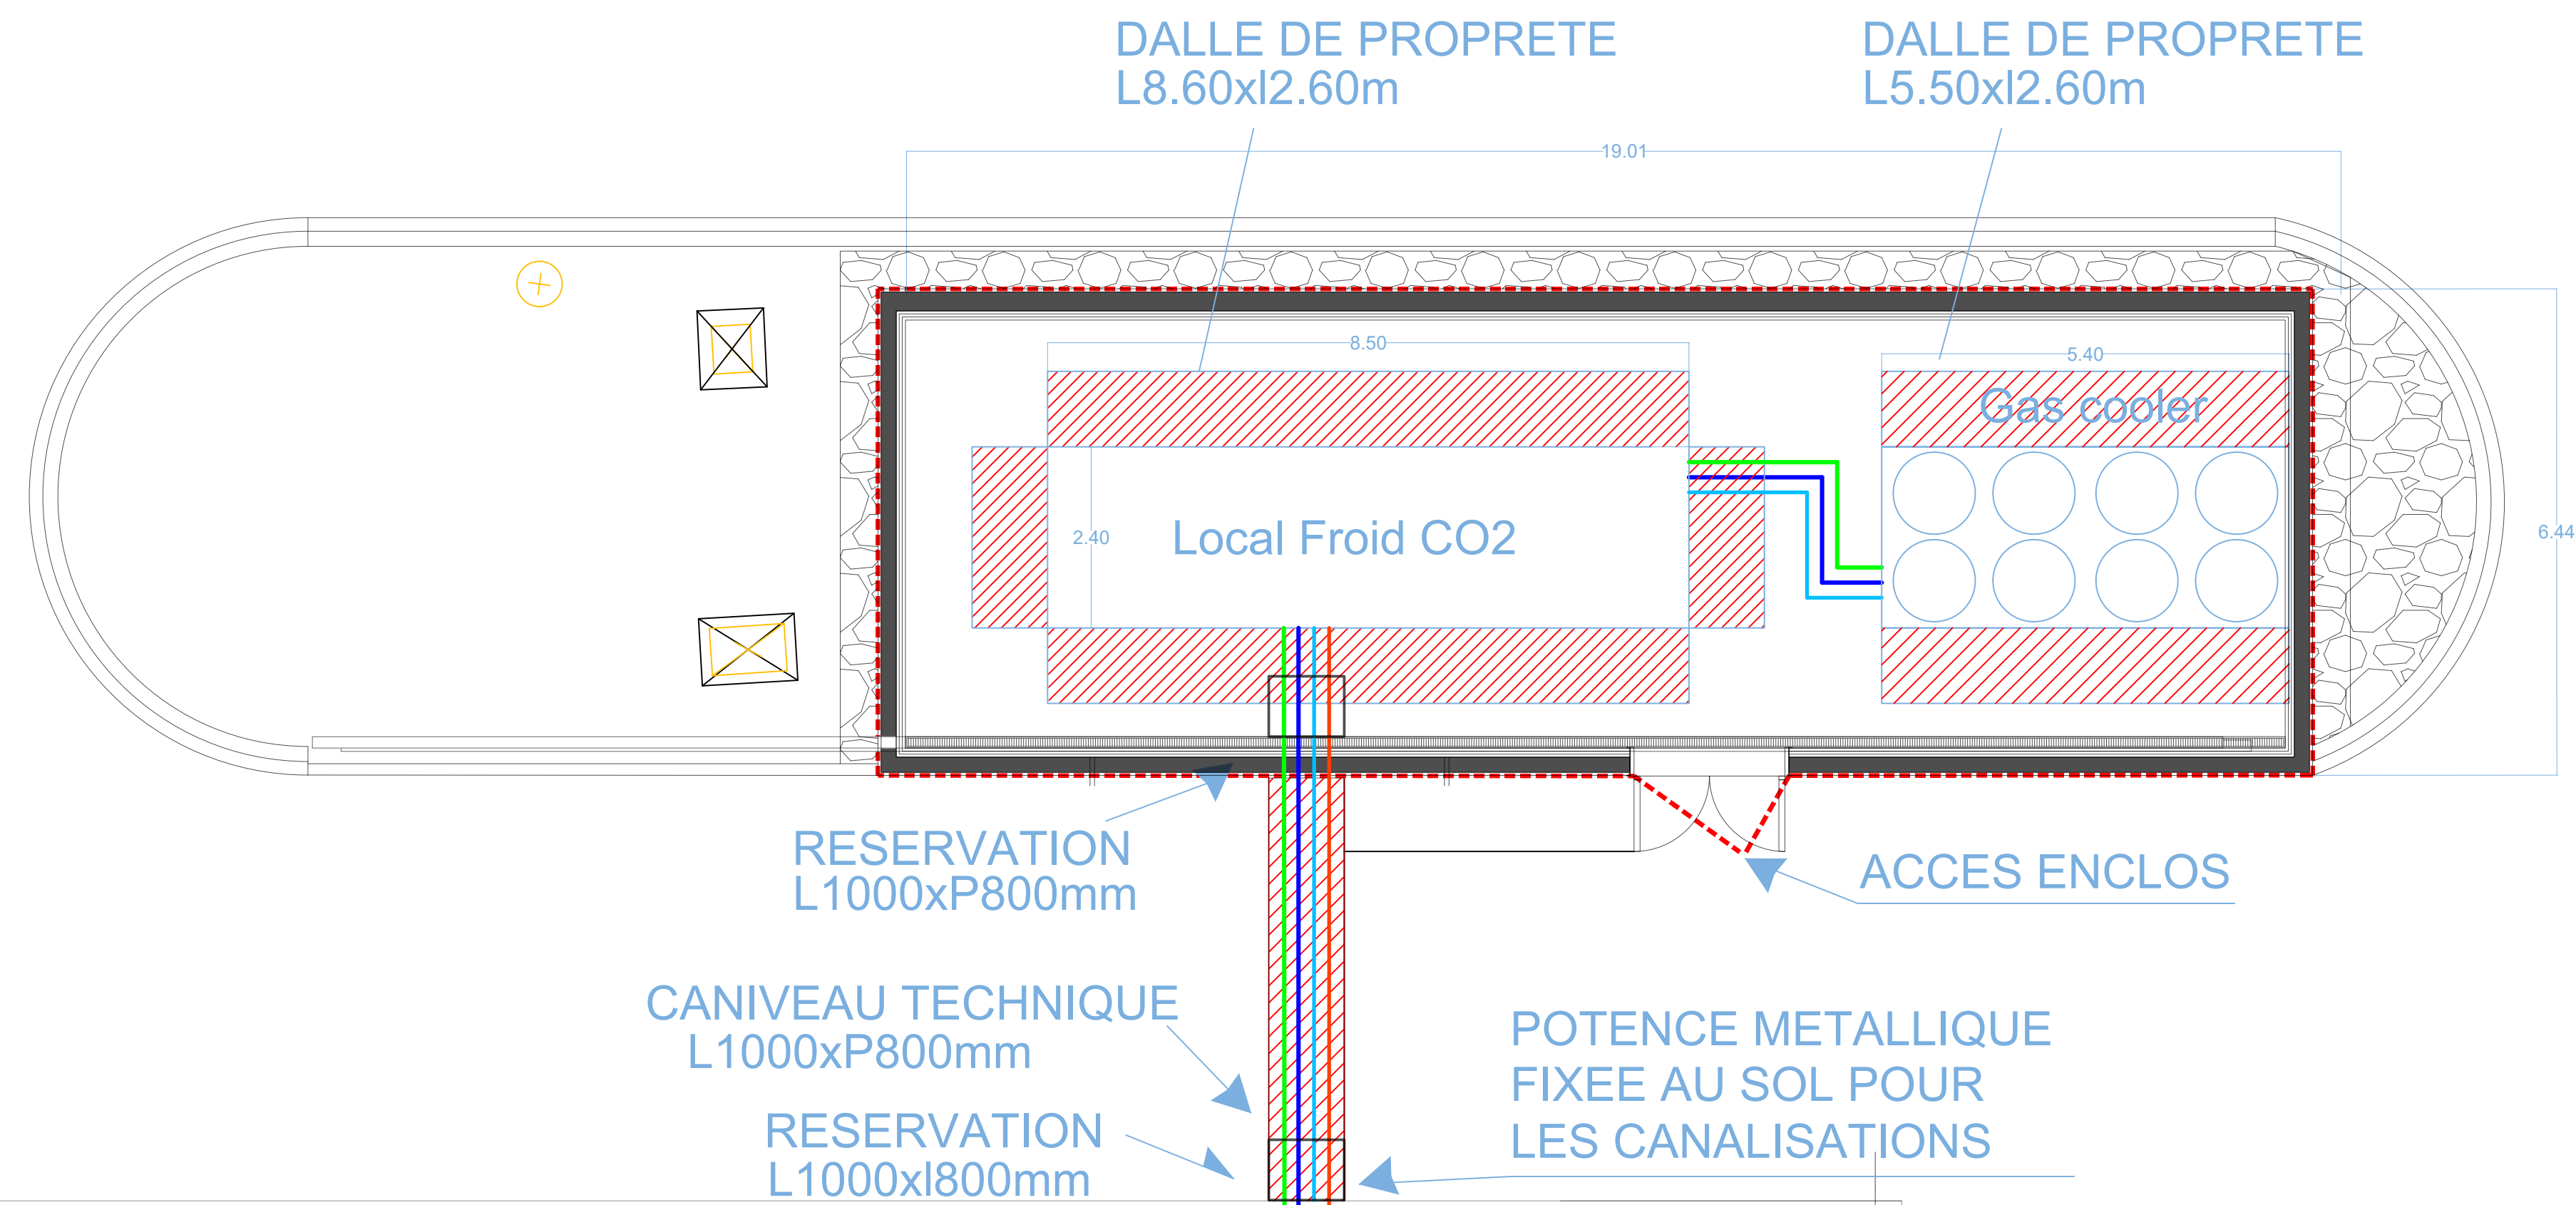 DALLE DE PROPRETE
L8.60xl2.60m
DALLE DE PROPRETE
L5.50xl2.60m
19.01
8.50
5.40
Gas cooler
2.40
Local Froid CO2
6.44
RESERVATION
L1000xP800mm
ACCES ENCLOS
CANIVEAU TECHNIQUE
L1000xP800mm
POTENCE METALLIQUE
FIXEE AU SOL POUR
LES CANALISATIONS
RESERVATION
L1000xl800mm